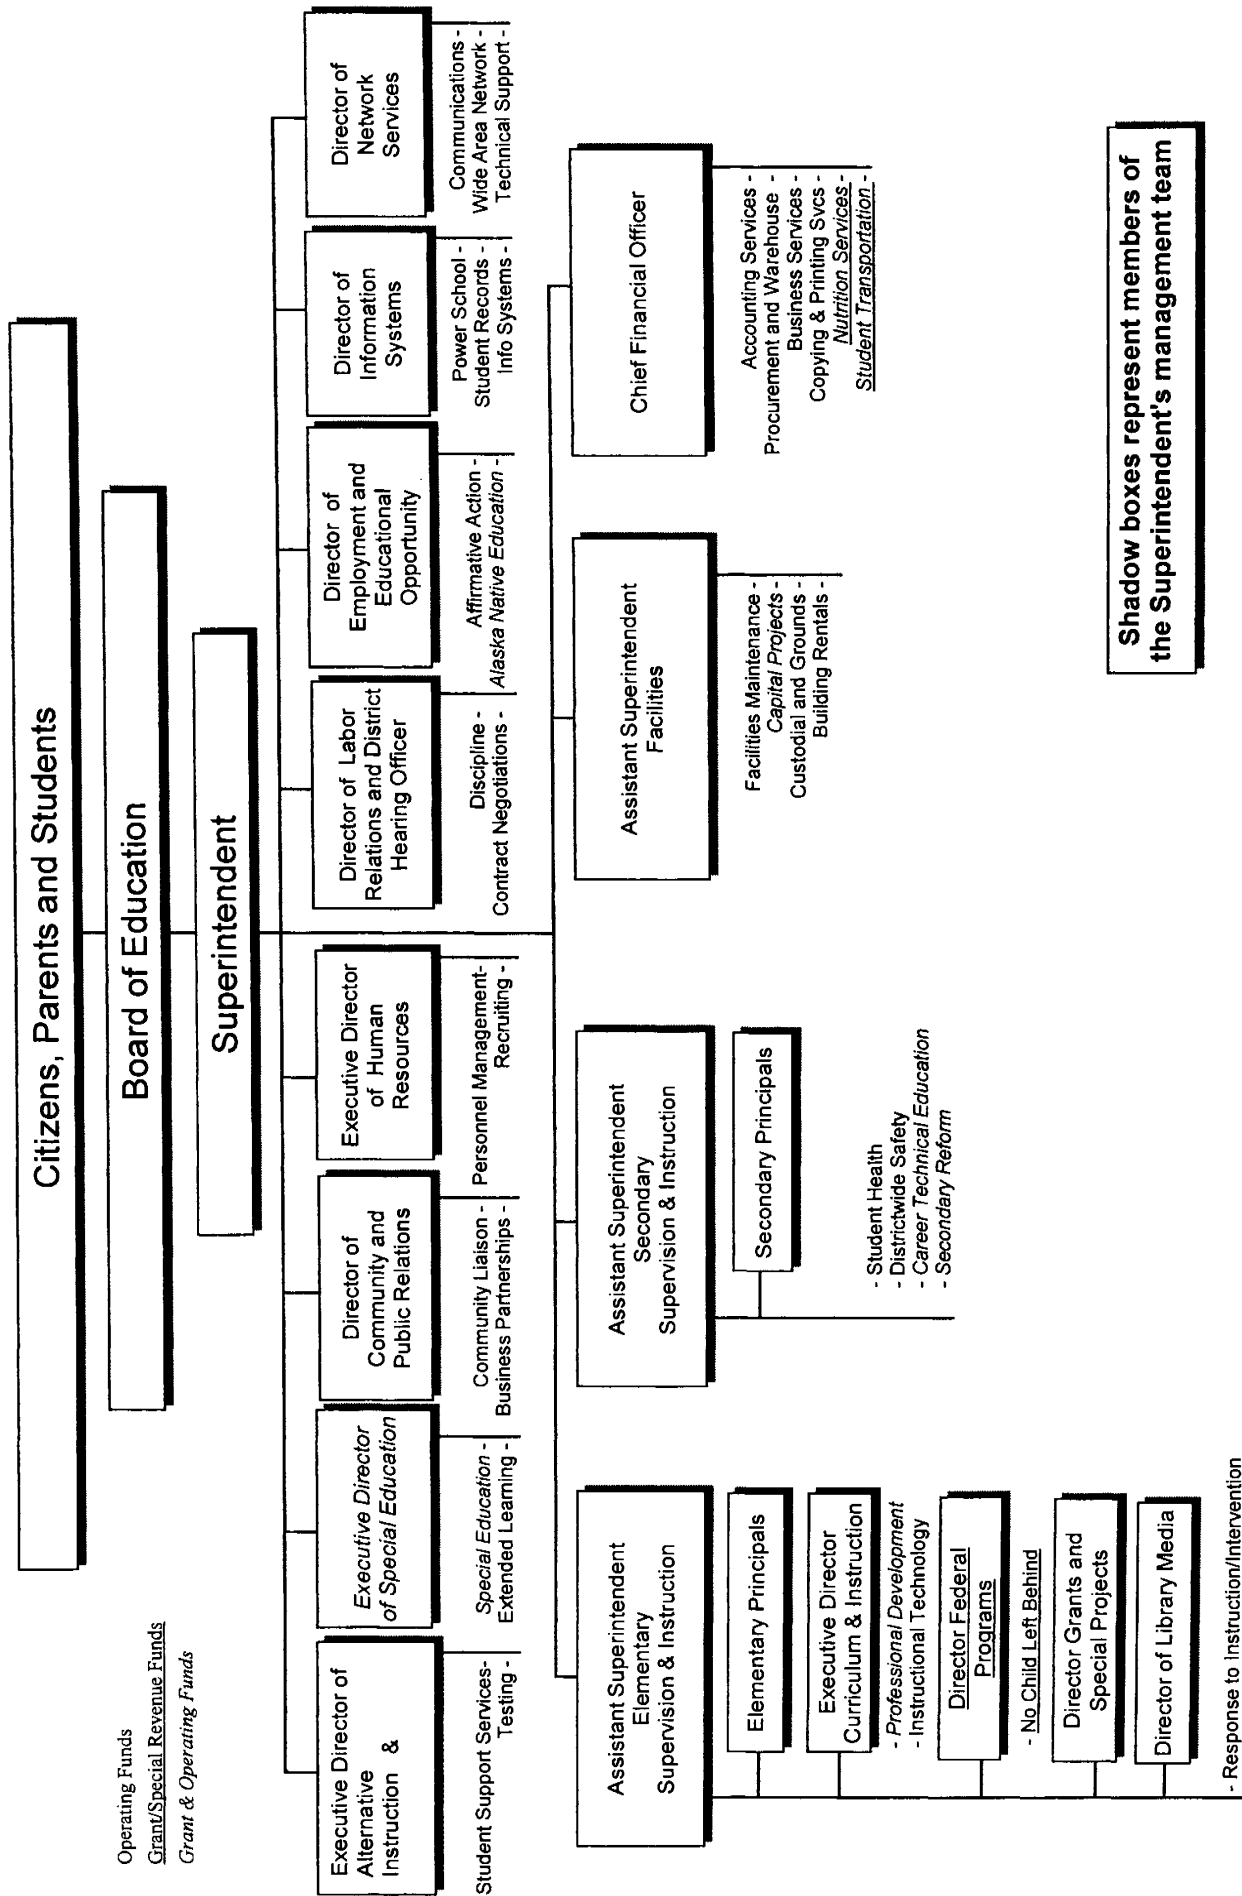 Citizens, Parents and Students
Board of Education
Superintendent
Operating Funds
Grant/Special Revenue Funds
Grant & Operating Funds
Executive Director of
Alternative
Instruction &
Student Support Services-
Testing -
Executive Director
of Special Education
Special Education -
Extended Learning -
Director of
Community and
Public Relations
Community Liaison -
Business Partnerships -
Executive Director
of Human
Resources
Personnel Management-
Recruiting -
Director of Labor
Relations and District
Hearing Officer
Discipline -
Contract Negotiations -
Director of
Employment and
Educational
Opportunity
Affirmative Action -
Alaska Native Education -
Director of
Information
Systems
Power School -
Student Records -
Info Systems -
Director of
Network
Services
Communications -
Wide Area Network -
Technical Support -
Assistant Superintendent
Elementary
Supervision & Instruction
Elementary Principals
Executive Director
Curriculum & Instruction
- Professional Development
- Instructional Technology
Director Federal
Programs
- No Child Left Behind
Director Grants and
Special Projects
Director of Library Media
- Response to Instruction/Intervention
Assistant Superintendent
Secondary
Supervision & Instruction
Secondary Principals
- Student Health
- Districtwide Safety
- Career Technical Education
- Secondary Reform
Assistant Superintendent
Facilities
Facilities Maintenance -
Capital Projects -
Custodial and Grounds -
Building Rentals -
Chief Financial Officer
Accounting Services -
Procurement and Warehouse -
Business Services -
Copying & Printing Svcs -
Nutrition Services -
Student Transportation -
Shadow boxes represent members of
the Superintendent's management team